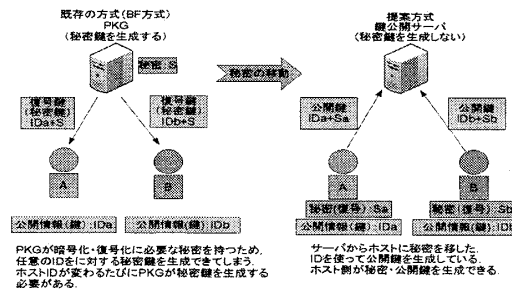 既存の方式(BF方式)
PKG
(秘密鍵を生成する)
秘密 S
復号鍵
(秘密鍵)
IDa+S
復号鍵
(秘密鍵)
IDb+S
A
B
公開情報(鍵):IDa
公開情報(鍵):IDb
PKGが暗号化・復号化に必要な秘密を持つため,
任意のIDをに対する秘密鍵を生成できてしまう.
ホストIDが変わるたびにPKGが秘密鍵を生成する
必要がある.
秘密の移動
提案方式
鍵公開サーバ
(秘密鍵を生成しない)
公開鍵
IDa+Sa
公開鍵
IDb+Sb
A
B
秘密(復号):Sa
秘密(復号):Sb
公開情報(鍵):IDa
公開情報(鍵):IDb
サーバからホストに秘密を移した.
IDを使って公開鍵を生成している.
ホスト側が秘密・公開鍵を生成できる.